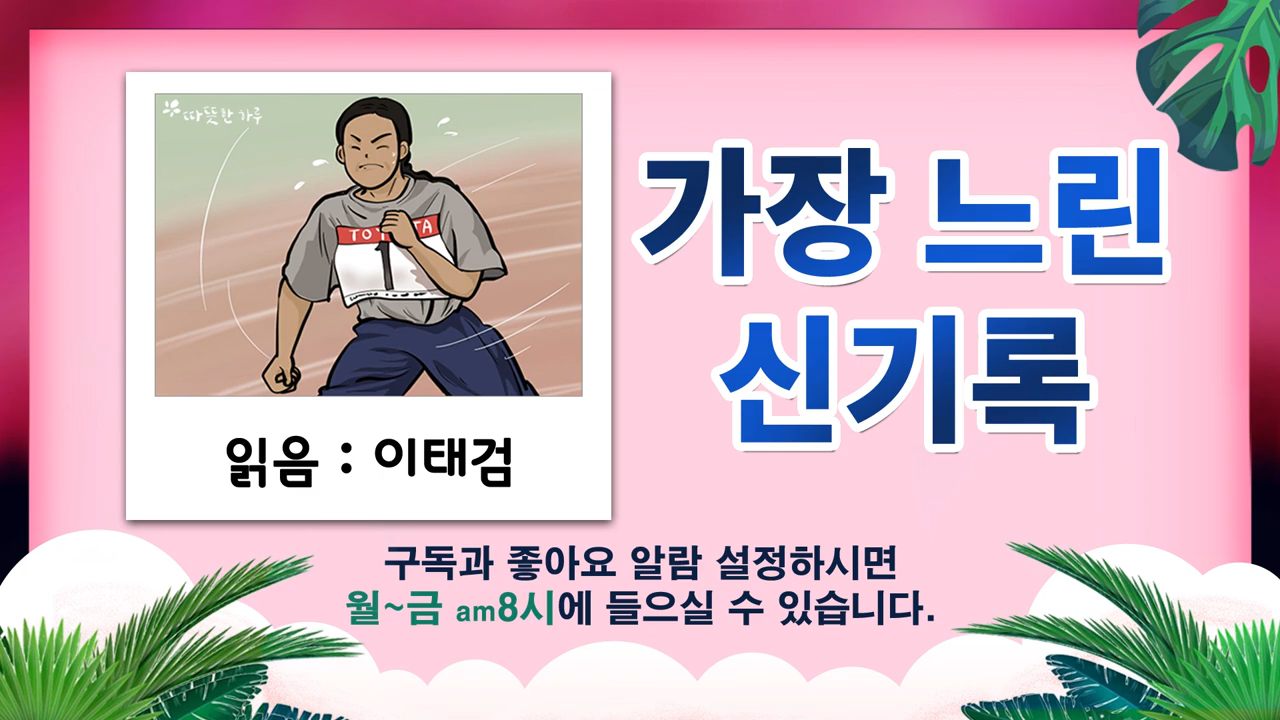 따뜻한 하루
TOYOTA
1
읽음 : 이태검
가장 느린
신기록
구독과 좋아요 알람 설정하시면
월~금 am8시에 들으실 수 있습니다.